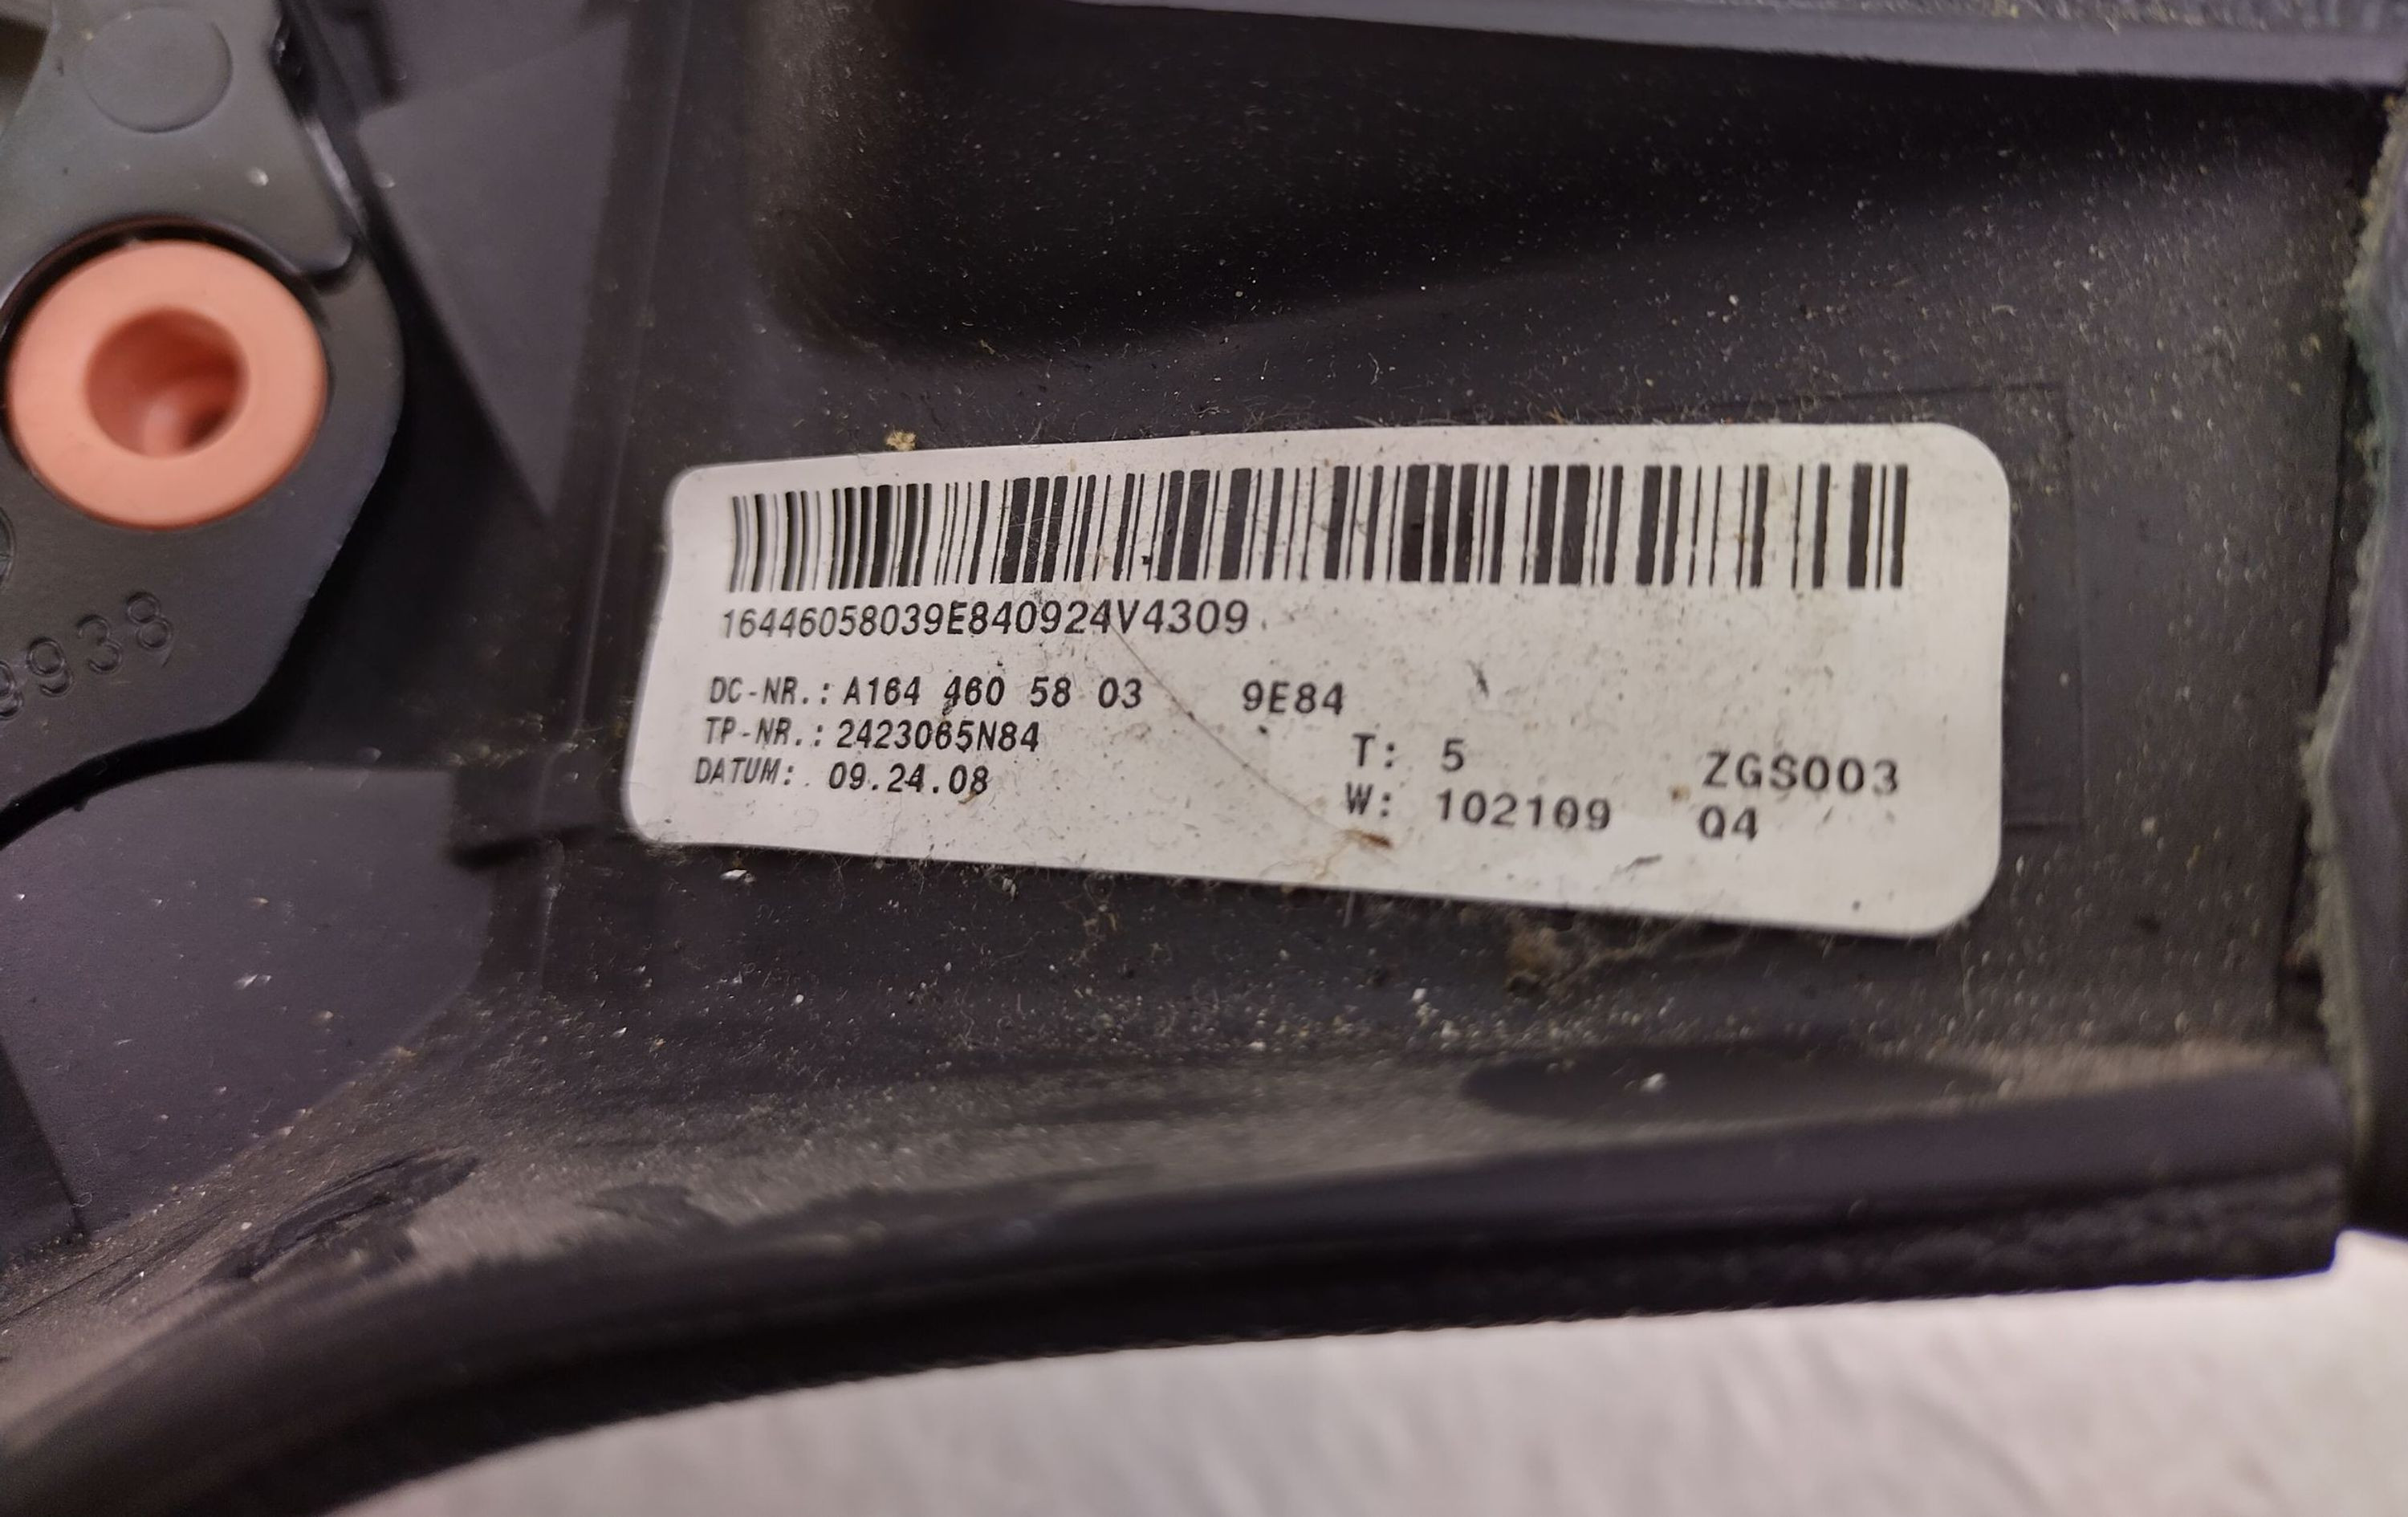 16446058039E840924V4309
DC-NR.: A164 460 58 03 9E84
TP-NR.: 2423065N84
DATUM: 09.24.08
T: 5
W: 102109
ZGS003
Q4
9938